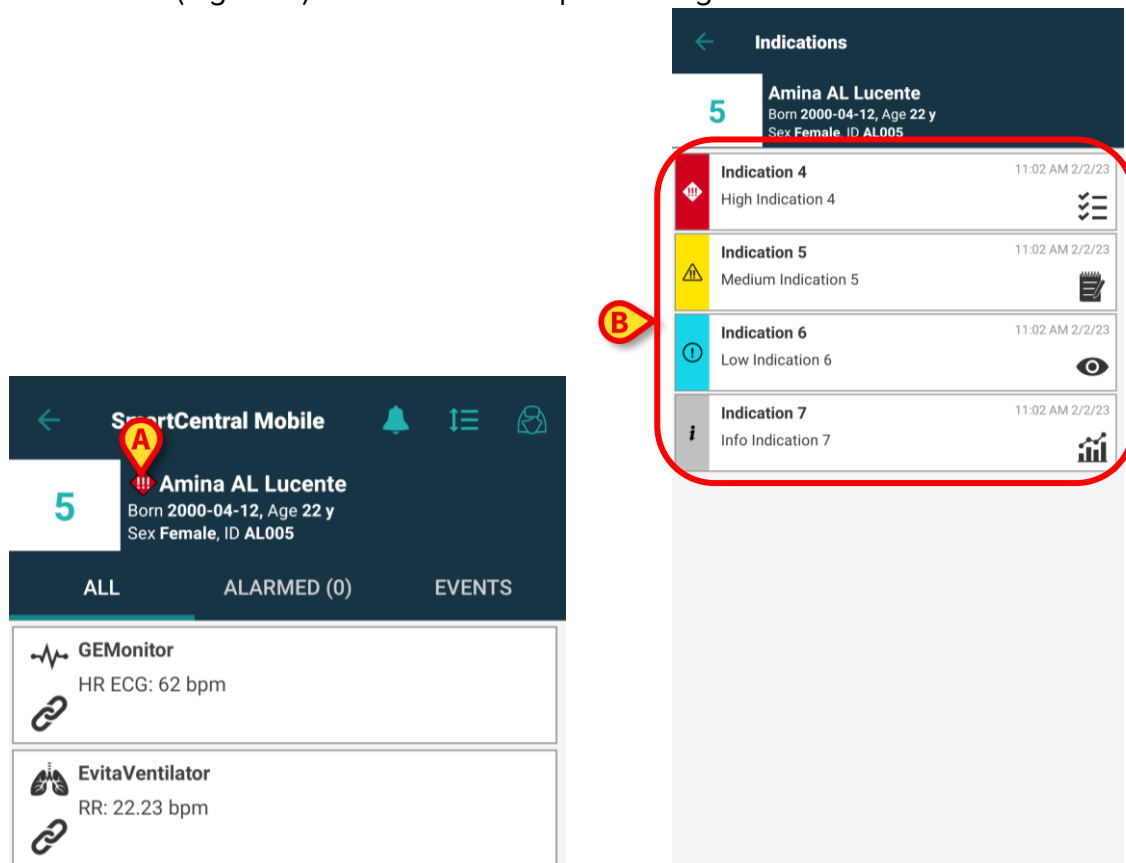 Indications
5
Amina AL Lucente
Born 2000-04-12, Age 22 y
Sex Female, ID AL005
Indication 4
11:02 AM 2/2/23
High Indication 4
Indication 5
11:02 AM 2/2/23
Medium Indication 5
B
Indication 6
11:02 AM 2/2/23
Low Indication 6
Indication 7
11:02 AM 2/2/23
Info Indication 7
SmartCentral Mobile
A
5
Amina AL Lucente
Born 2000-04-12, Age 22 y
Sex Female, ID AL005
ALL ALARMED (0) EVENTS
GEMonitor
HR ECG: 62 bpm
EvitaVentilator
RR: 22.23 bpm